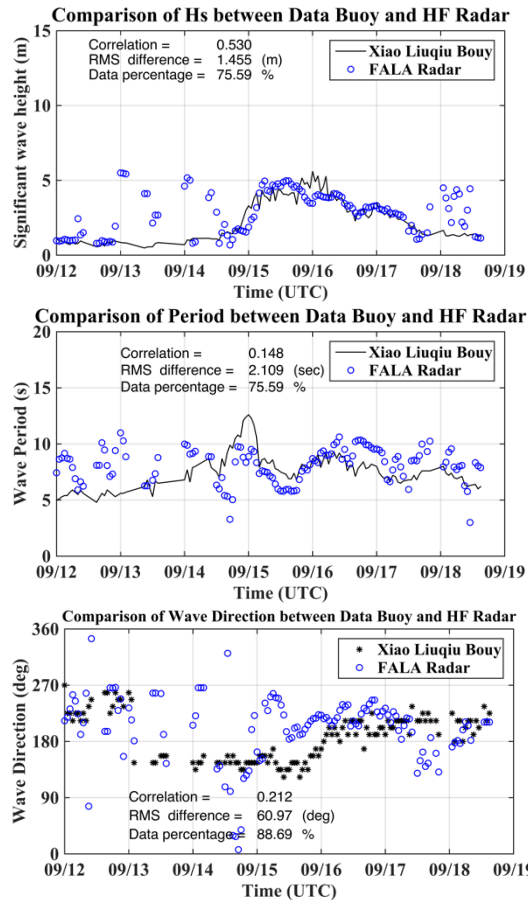 Comparison of Hs between Data Buoy and HF Radar
Significant wave height (m)
15
10
5
0
Correlation = 0.530
RMS difference = 1.455 (m)
Data percentage = 75.59 %
Xiao Liuqiu Bouy
FALA Radar
09/12 09/13 09/14 09/15 09/16 09/17 09/18 09/19
Time (UTC)
Comparison of Period between Data Buoy and HF Radar
Wave Period (s)
20
15
10
5
0
Correlation = 0.148
RMS difference = 2.109 (sec)
Data percentage = 75.59 %
Xiao Liuqiu Bouy
FALA Radar
09/12 09/13 09/14 09/15 09/16 09/17 09/18 09/19
Time (UTC)
Comparison of Wave Direction between Data Buoy and HF Radar
Wave Direction (deg)
360
270
180
90
0
Xiao Liuqiu Bouy
FALA Radar
Correlation = 0.212
RMS difference = 60.97 (deg)
Data percentage = 88.69 %
09/12 09/13 09/14 09/15 09/16 09/17 09/18 09/19
Time (UTC)